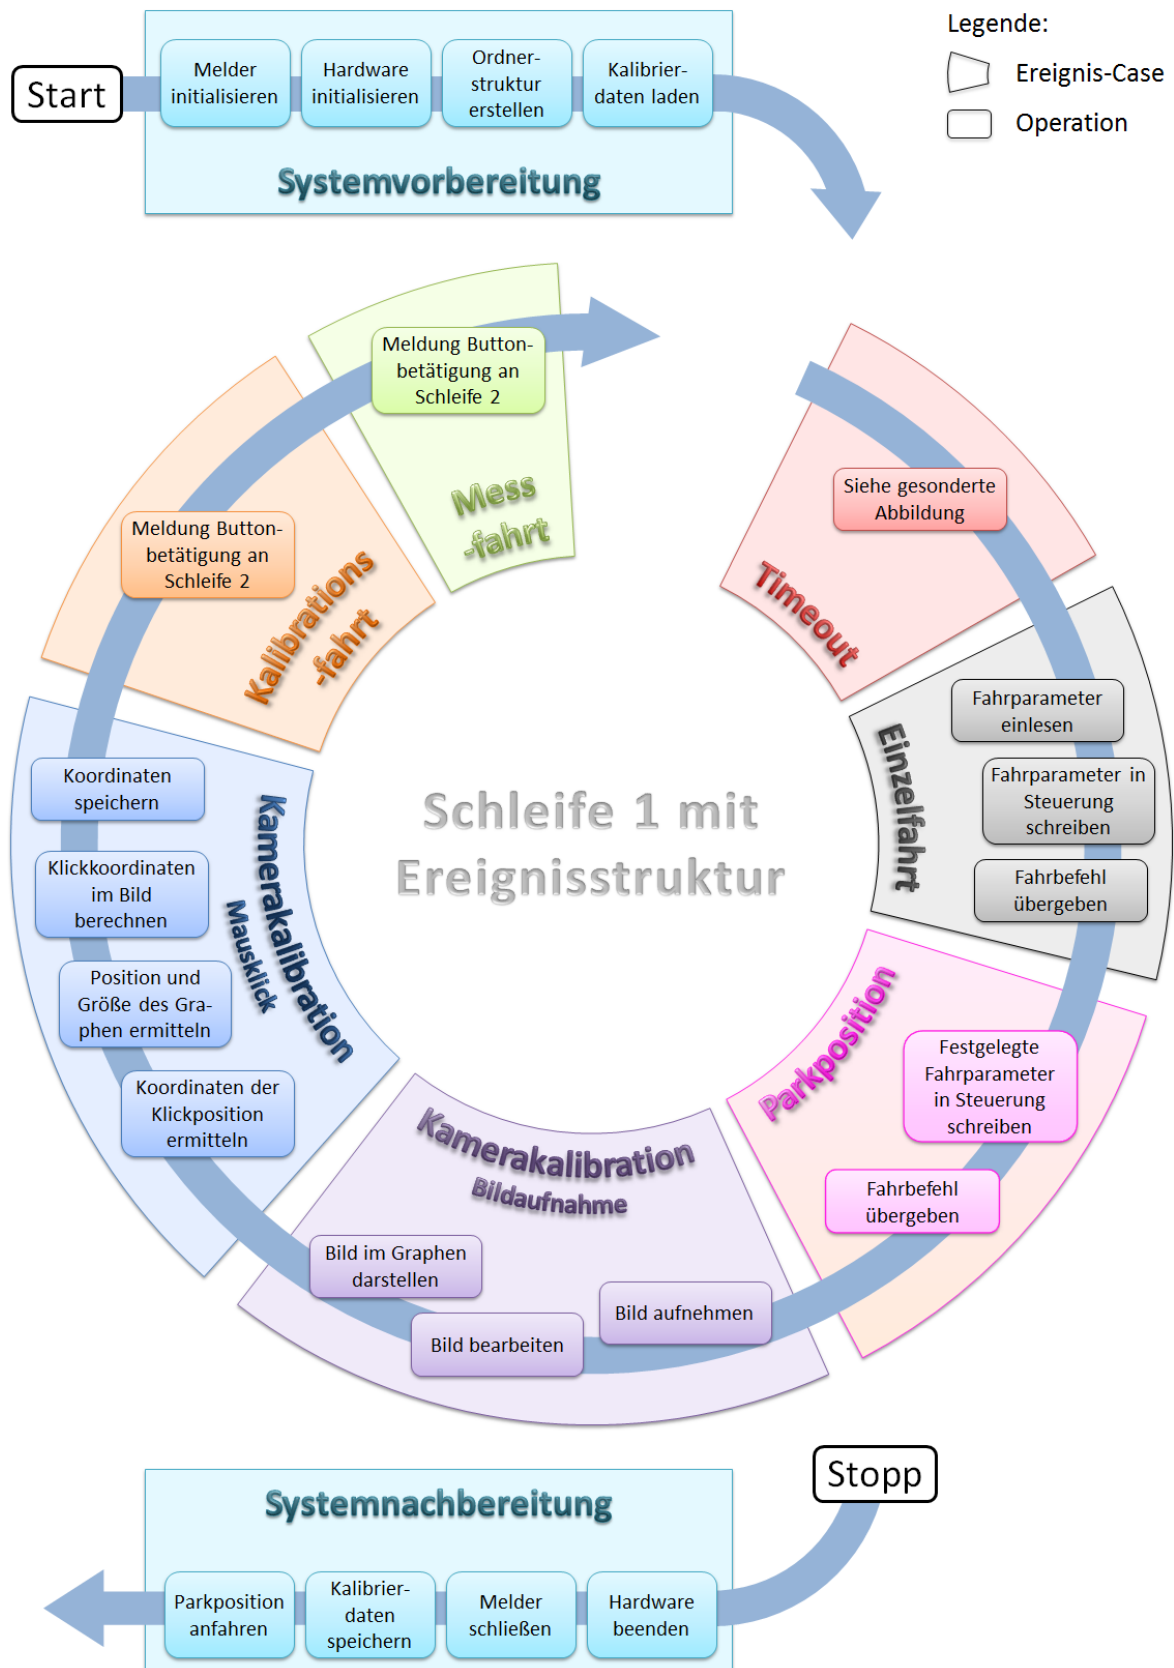 Legende:
Ereignis-Case
Operation
Start
Melder
initialisieren
Hardware
initialisieren
Ordner-
struktur
erstellen
Kalibrier-
daten laden
Systemvorbereitung
Meldung Button-
betätigung an
Schleife 2
Mess
-fahrt
Siehe gesonderte
Abbildung
Timeout
Fahrparameter
einlesen
Fahrparameter in
Steuerung
schreiben
Fahrbefehl
übergeben
Einzelfahrt
Festgelegte
Fahrparameter
in Steuerung
schreiben
Fahrbefehl
übergeben
Parkposition
Kamerakalibration
Bildaufnahme
Bild aufnehmen
Bild bearbeiten
Bild im Graphen
darstellen
Koordinaten der
Klickposition
ermitteln
Position und
Größe des Gra-
phen ermitteln
Klickkoordinaten
im Bild
berechnen
Koordinaten
speichern
Kamerakalibration
Mausklick
Meldung Button-
betätigung an
Schleife 2
Kalibrations
-fahrt
Schleife 1 mit
Ereignisstruktur
Stopp
Systemnachbereitung
Parkposition
anfahren
Kalibrier-
daten
speichern
Melder
schließen
Hardware
beenden